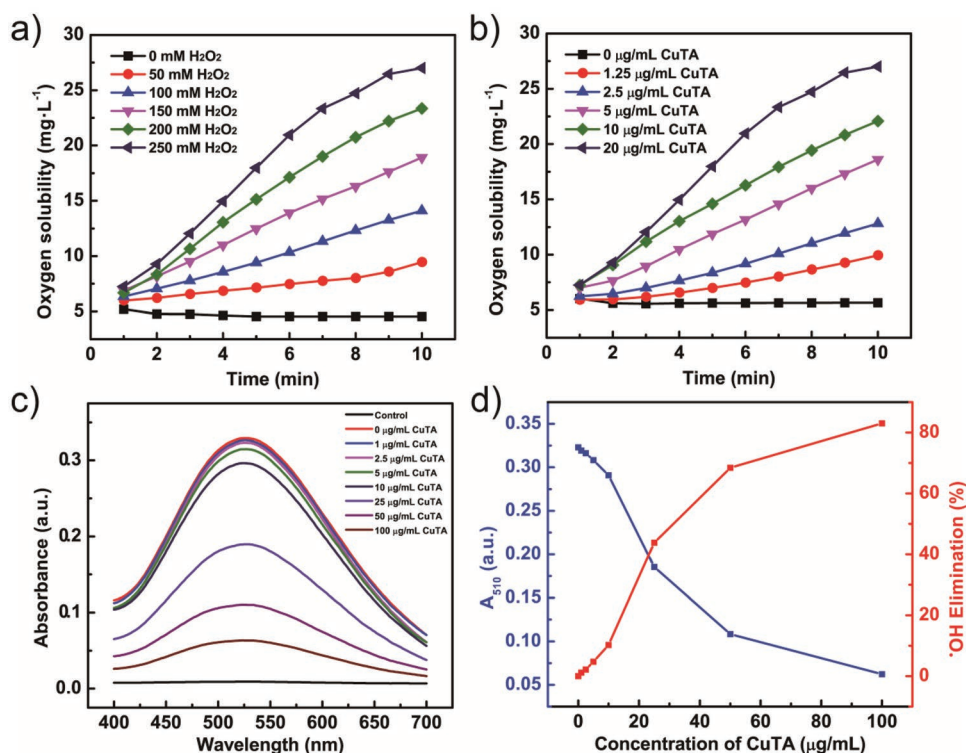 a)
30
25
20
15
10
5
0 mM H₂O₂
50 mM H₂O₂
100 mM H₂O₂
150 mM H₂O₂
200 mM H₂O₂
250 mM H₂O₂
Oxygen solubility (mg·L⁻¹)
0 2 4 6 8 10
Time (min)
b)
30
25
20
15
10
5
0 μg/mL CuTA
1.25 μg/mL CuTA
2.5 μg/mL CuTA
5 μg/mL CuTA
10 μg/mL CuTA
20 μg/mL CuTA
Oxygen solubility (mg·L⁻¹)
0 2 4 6 8 10
Time (min)
c)
0.3
0.2
0.1
0.0
Control
0 μg/mL CuTA
1 μg/mL CuTA
2.5 μg/mL CuTA
5 μg/mL CuTA
10 μg/mL CuTA
25 μg/mL CuTA
50 μg/mL CuTA
100 μg/mL CuTA
Absorbance (a.u.)
400 450 500 550 600 650 700
Wavelength (nm)
d)
0.35
0.30
0.25
0.20
0.15
0.10
0.05
A₅₁₀ (a.u.)
80
60
40
20
0
·OH Elimination (%)
0 20 40 60 80 100
Concentration of CuTA (μg/mL)